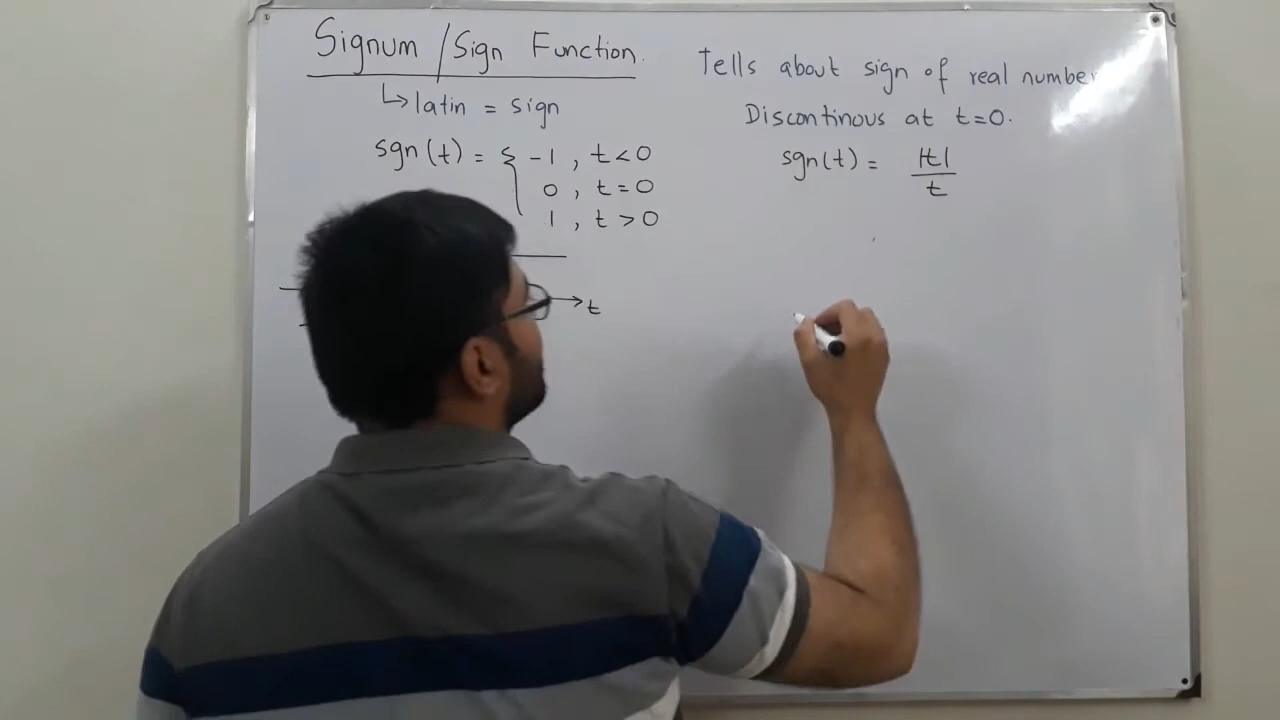 Signum / Sign Function.
↳ latin = sign
sgn(t) = { -1 , t < 0
0 , t = 0
1 , t > 0
t
Tells about sign of real number
Discontinous at t=0.
sgn(t) = |t| / t